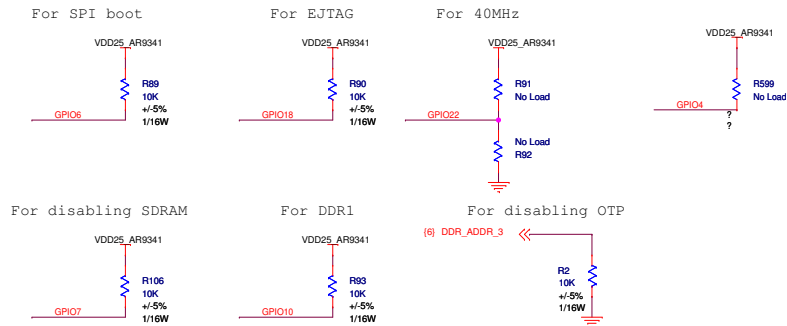 For SPI boot
VDD25_AR9341
R89
10K
+/-5%
1/16W
GPIO6
For EJTAG
VDD25_AR9341
R90
10K
+/-5%
1/16W
GPIO18
For 40MHz
VDD25_AR9341
R91
No Load
GPIO22
No Load
R92
VDD25_AR9341
R599
No Load
GPIO4
?
?
For disabling SDRAM
VDD25_AR9341
R106
10K
+/-5%
1/16W
GPIO7
For DDR1
VDD25_AR9341
R93
10K
+/-5%
1/16W
GPIO10
For disabling OTP
{6} DDR_ADDR_3
R2
10K
+/-5%
1/16W